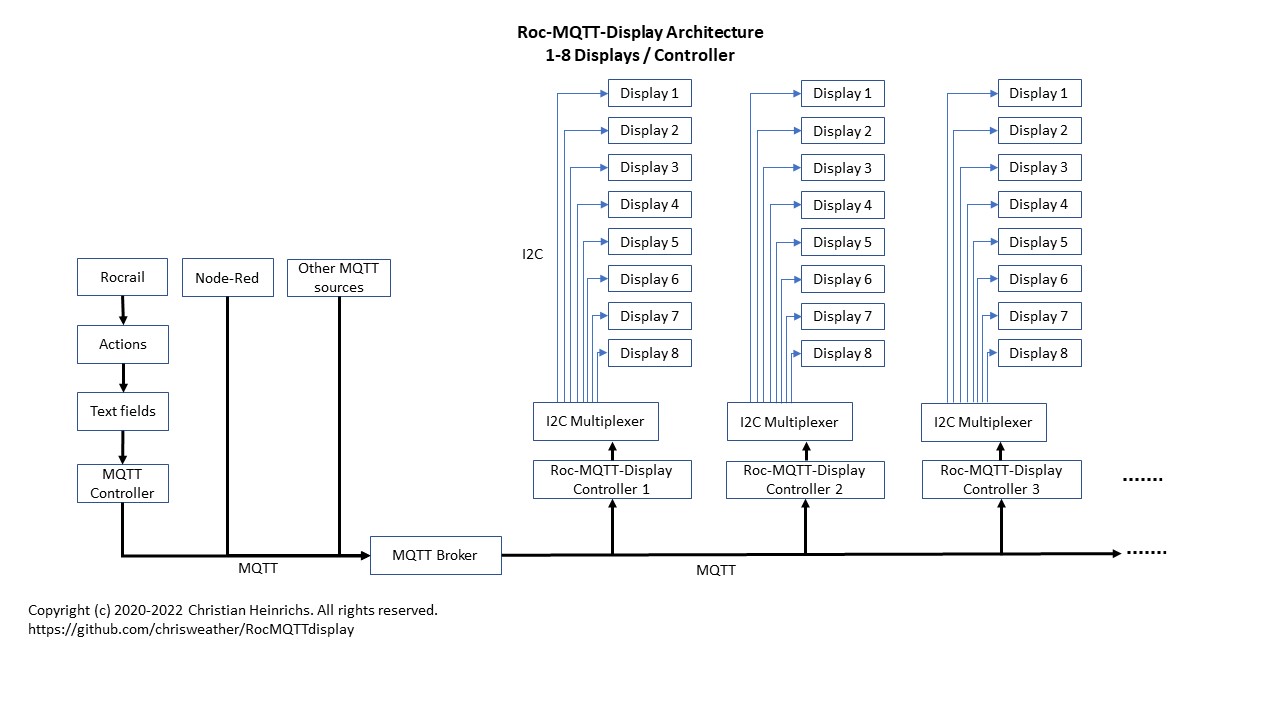 Roc-MQTT-Display Architecture
1-8 Displays / Controller
Display 1
Display 2
Display 3
Display 4
Display 5
Display 6
Display 7
Display 8
Display 1
Display 2
Display 3
Display 4
Display 5
Display 6
Display 7
Display 8
Display 1
Display 2
Display 3
Display 4
Display 5
Display 6
Display 7
Display 8
I2C
Rocrail
Node-Red
Other MQTT
sources
Actions
Text fields
MQTT
Controller
I2C Multiplexer
I2C Multiplexer
I2C Multiplexer
Roc-MQTT-Display
Controller 1
Roc-MQTT-Display
Controller 2
Roc-MQTT-Display
Controller 3
.......
MQTT Broker
.......
MQTT
MQTT
Copyright (c) 2020-2022 Christian Heinrichs. All rights reserved.
https://github.com/chrisweather/RocMQTTdisplay